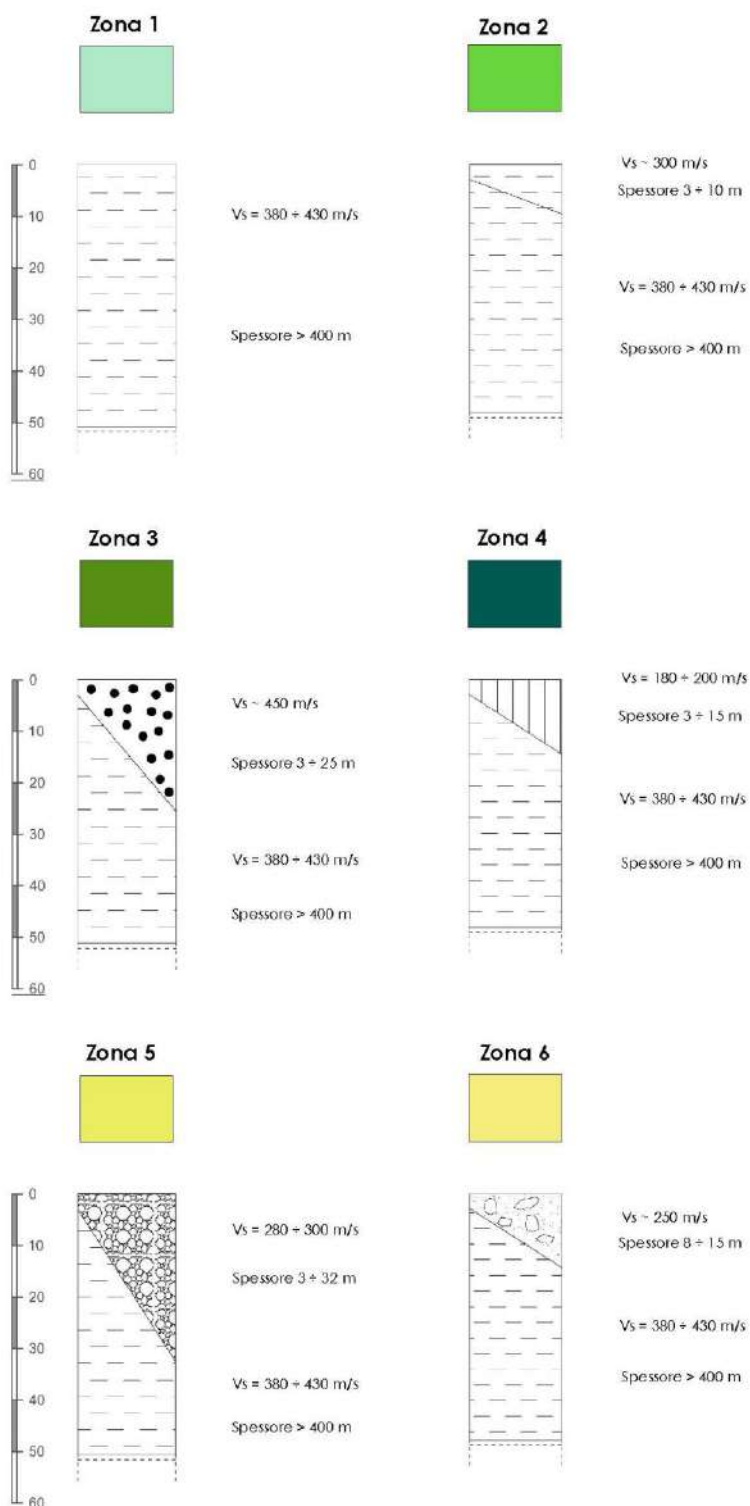 Zona 1
Zona 2
0
10
20
30
40
50
60
Vs = 380 ÷ 430 m/s
Spessore > 400 m
Vs ~ 300 m/s
Spessore 3 ÷ 10 m
Vs = 380 ÷ 430 m/s
Spessore > 400 m
Zona 3
Zona 4
0
10
20
30
40
50
60
Vs ~ 450 m/s
Spessore 3 ÷ 25 m
Vs = 380 ÷ 430 m/s
Spessore > 400 m
Vs = 180 ÷ 200 m/s
Spessore 3 ÷ 15 m
Vs = 380 ÷ 430 m/s
Spessore > 400 m
Zona 5
Zona 6
0
10
20
30
40
50
60
Vs = 280 ÷ 300 m/s
Spessore 3 ÷ 32 m
Vs = 380 ÷ 430 m/s
Spessore > 400 m
Vs ~ 250 m/s
Spessore 8 ÷ 15 m
Vs = 380 ÷ 430 m/s
Spessore > 400 m